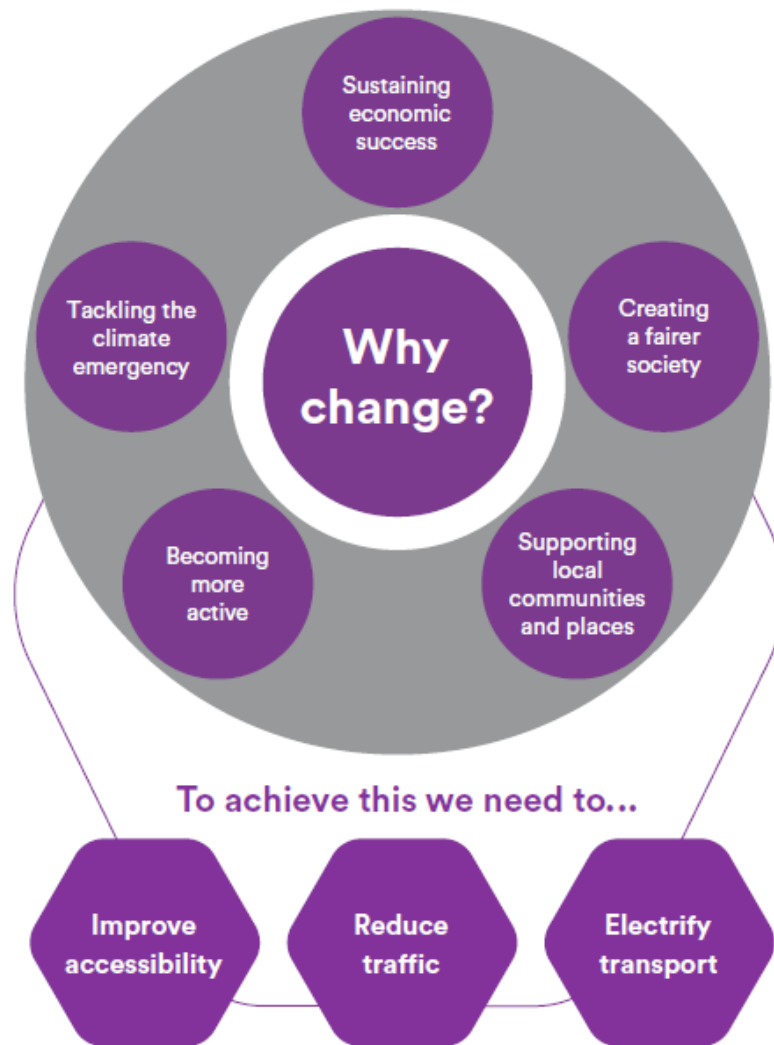 Sustaining
economic
success
Tackling the
climate
emergency
Why
change?
Creating
a fairer
society
Becoming
more
active
Supporting
local
communities
and places
To achieve this we need to...
Improve
accessibility
Reduce
traffic
Electrify
transport